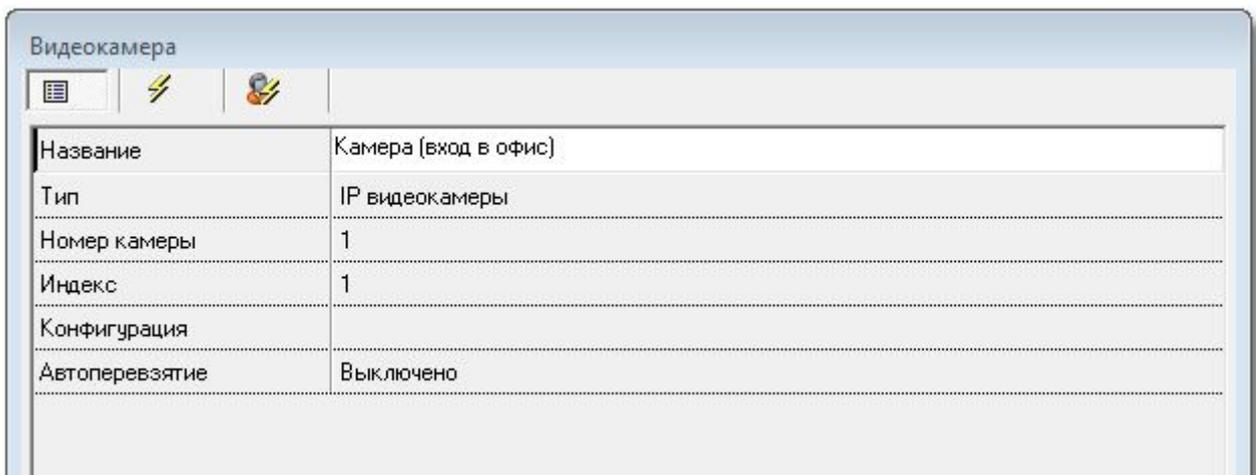 Видеокамера
Название Камера (вход в офис)
Тип IP видеокамеры
Номер камеры 1
Индекс 1
Конфигурация
Автоперевзятие Выключено